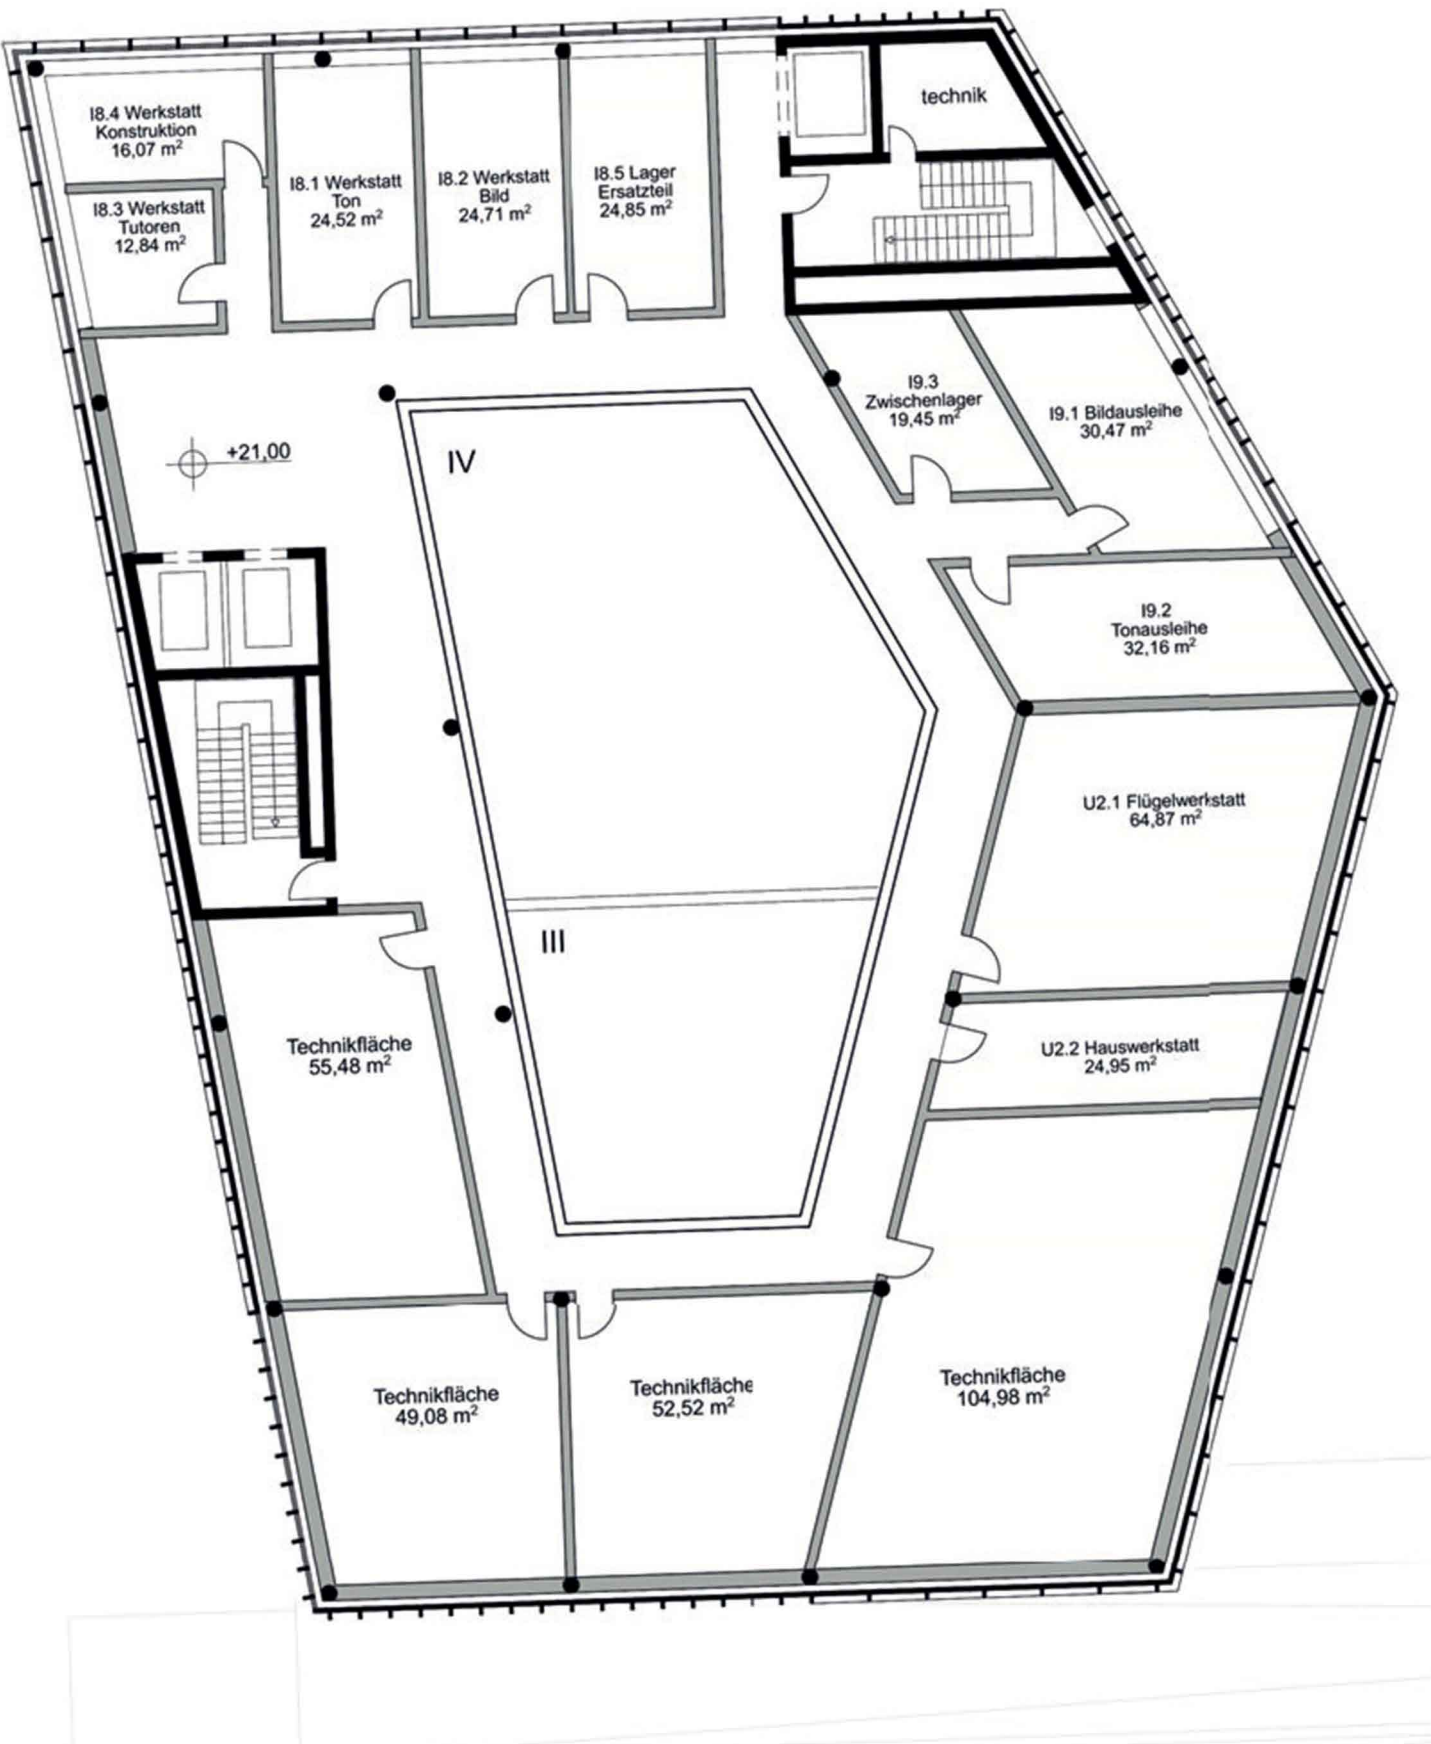 technik
I8.4 Werkstatt
Konstruktion
16,07 m²
I8.3 Werkstatt
Tutoren
12,84 m²
I8.1 Werkstatt
Ton
24,52 m²
I8.2 Werkstatt
Bild
24,71 m²
I8.5 Lager
Ersatzteil
24,85 m²
I9.3
Zwischenlager
19,45 m²
I9.1 Bildausleihe
30,47 m²
+21,00
IV
I9.2
Tonausleihe
32,16 m²
U2.1 Flügelwerkstatt
64,87 m²
III
Technikfläche
55,48 m²
U2.2 Hauswerkstatt
24,95 m²
Technikfläche
49,08 m²
Technikfläche
52,52 m²
Technikfläche
104,98 m²